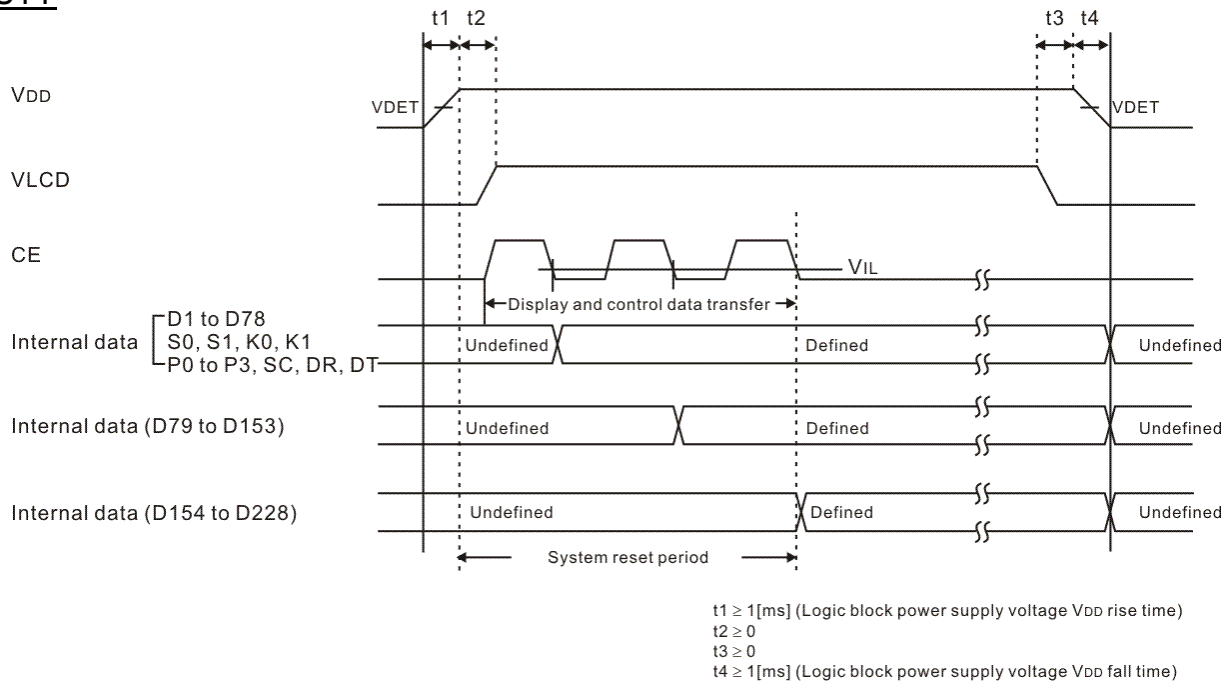 t1 t2 t3 t4
VDD
VDET VDET
VLCD
CE
VIL
Display and control data transfer
Internal data
D1 to D78
S0, S1, K0, K1
P0 to P3, SC, DR, DT
Undefined Defined Undefined
Internal data (D79 to D153)
Undefined Defined Undefined
Internal data (D154 to D228)
Undefined Defined Undefined
System reset period
t1 ≥ 1[ms] (Logic block power supply voltage VDD rise time)
t2 ≥ 0
t3 ≥ 0
t4 ≥ 1[ms] (Logic block power supply voltage VDD fall time)